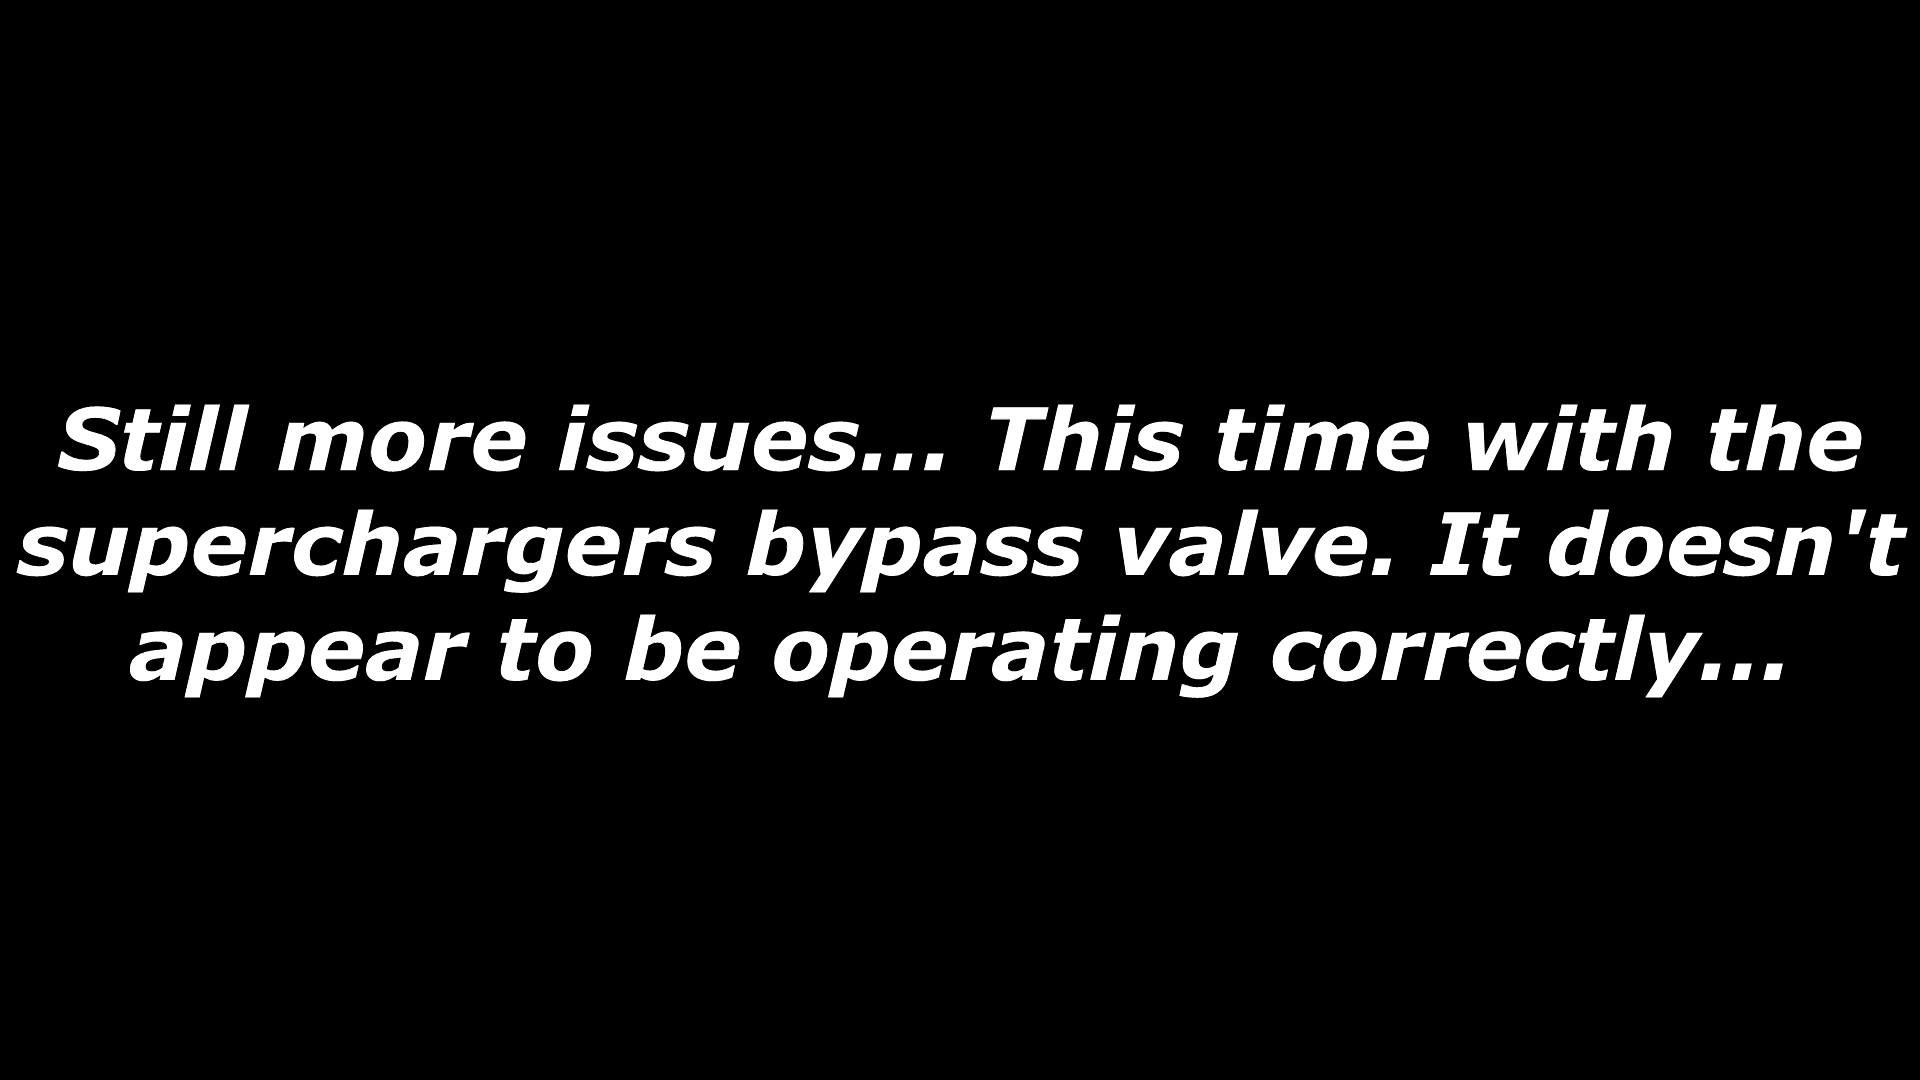 Still more issues... This time with the
superchargers bypass valve. It doesn't
appear to be operating correctly...